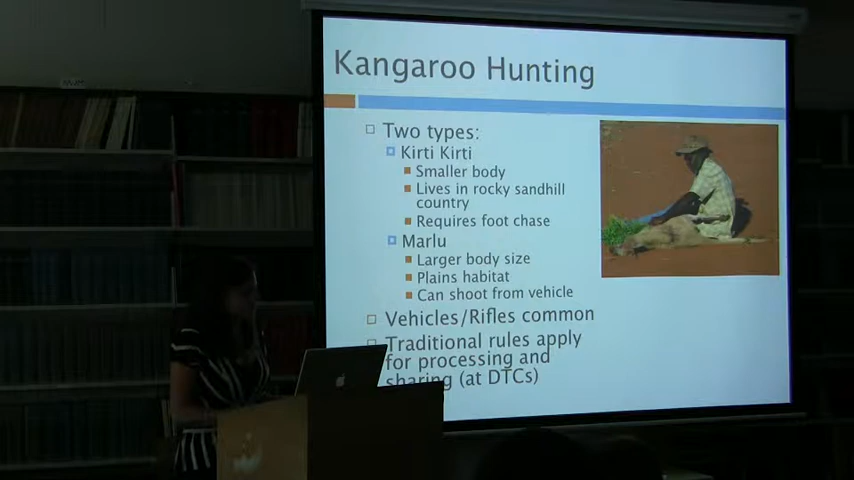 Kangaroo Hunting
Two types:
Kirti Kirti
Smaller body
Lives in rocky sandhill
country
Requires foot chase
Marlu
Larger body size
Plains habitat
Can shoot from vehicle
Vehicles/Rifles common
Traditional rules apply
for processing and
sharing (at DTCs)